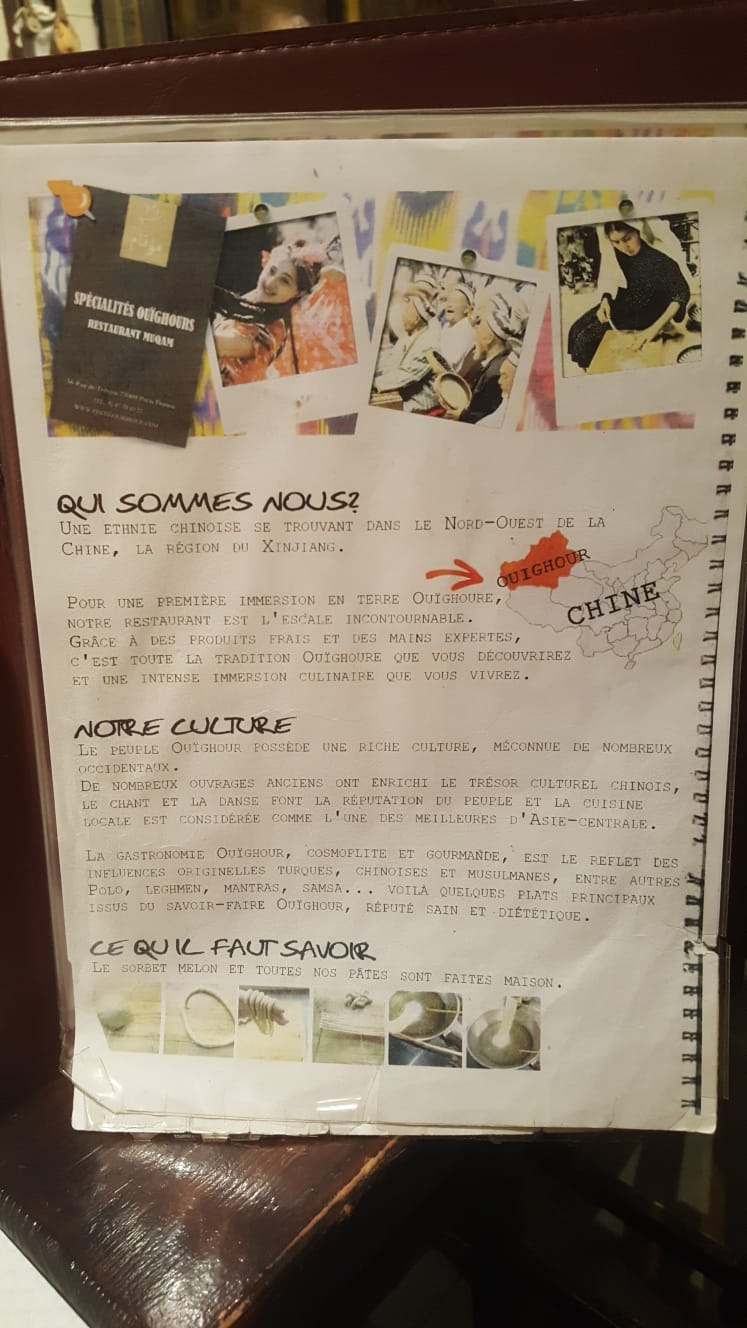 مۇقام
SPÉCIALITÉS OUÏGHOURS
RESTAURANT MUQAM
QUI SOMMES NOUS?
UNE ETHNIE CHINOISE SE TROUVANT DANS LE NORD-OUEST DE LA
CHINE, LA RÉGION DU XINJIANG.
OUIGHOUR
CHINE
POUR UNE PREMIÈRE IMMERSION EN TERRE OUÏGHOURE,
NOTRE RESTAURANT EST L'ESCALE INCONTOURNABLE.
GRÂCE À DES PRODUITS FRAIS ET DES MAINS EXPERTES,
C'EST TOUTE LA TRADITION OUÏGHOURE QUE VOUS DÉCOUVRIREZ
ET UNE INTENSE IMMERSION CULINAIRE QUE VOUS VIVREZ.
NOTRE CULTURE
LE PEUPLE OUÏGHOUR POSSÈDE UNE RICHE CULTURE, MÉCONNUE DE NOMBREUX
OCCIDENTAUX.
DE NOMBREUX OUVRAGES ANCIENS ONT ENRICHI LE TRÉSOR CULTUREL CHINOIS,
LE CHANT ET LA DANSE FONT LA RÉPUTATION DU PEUPLE ET LA CUISINE
LOCALE EST CONSIDÉRÉE COMME L'UNE DES MEILLEURES D'ASIE-CENTRALE.
LA GASTRONOMIE OUÏGHOUR, COSMOPLITE ET GOURMANDE, EST LE REFLET DES
INFLUENCES ORIGINELLES TURQUES, CHINOISES ET MUSULMANES, ENTRE AUTRES
POLO, LEGHMEN, MANTRAS, SAMSA... VOILÀ QUELQUES PLATS PRINCIPAUX
ISSUS DU SAVOIR-FAIRE OUÏGHOUR, RÉPUTÉ SAIN ET DIÉTÉTIQUE.
CE QU'IL FAUT SAVOIR
LE SORBET MELON ET TOUTES NOS PÂTES SONT FAITES MAISON.